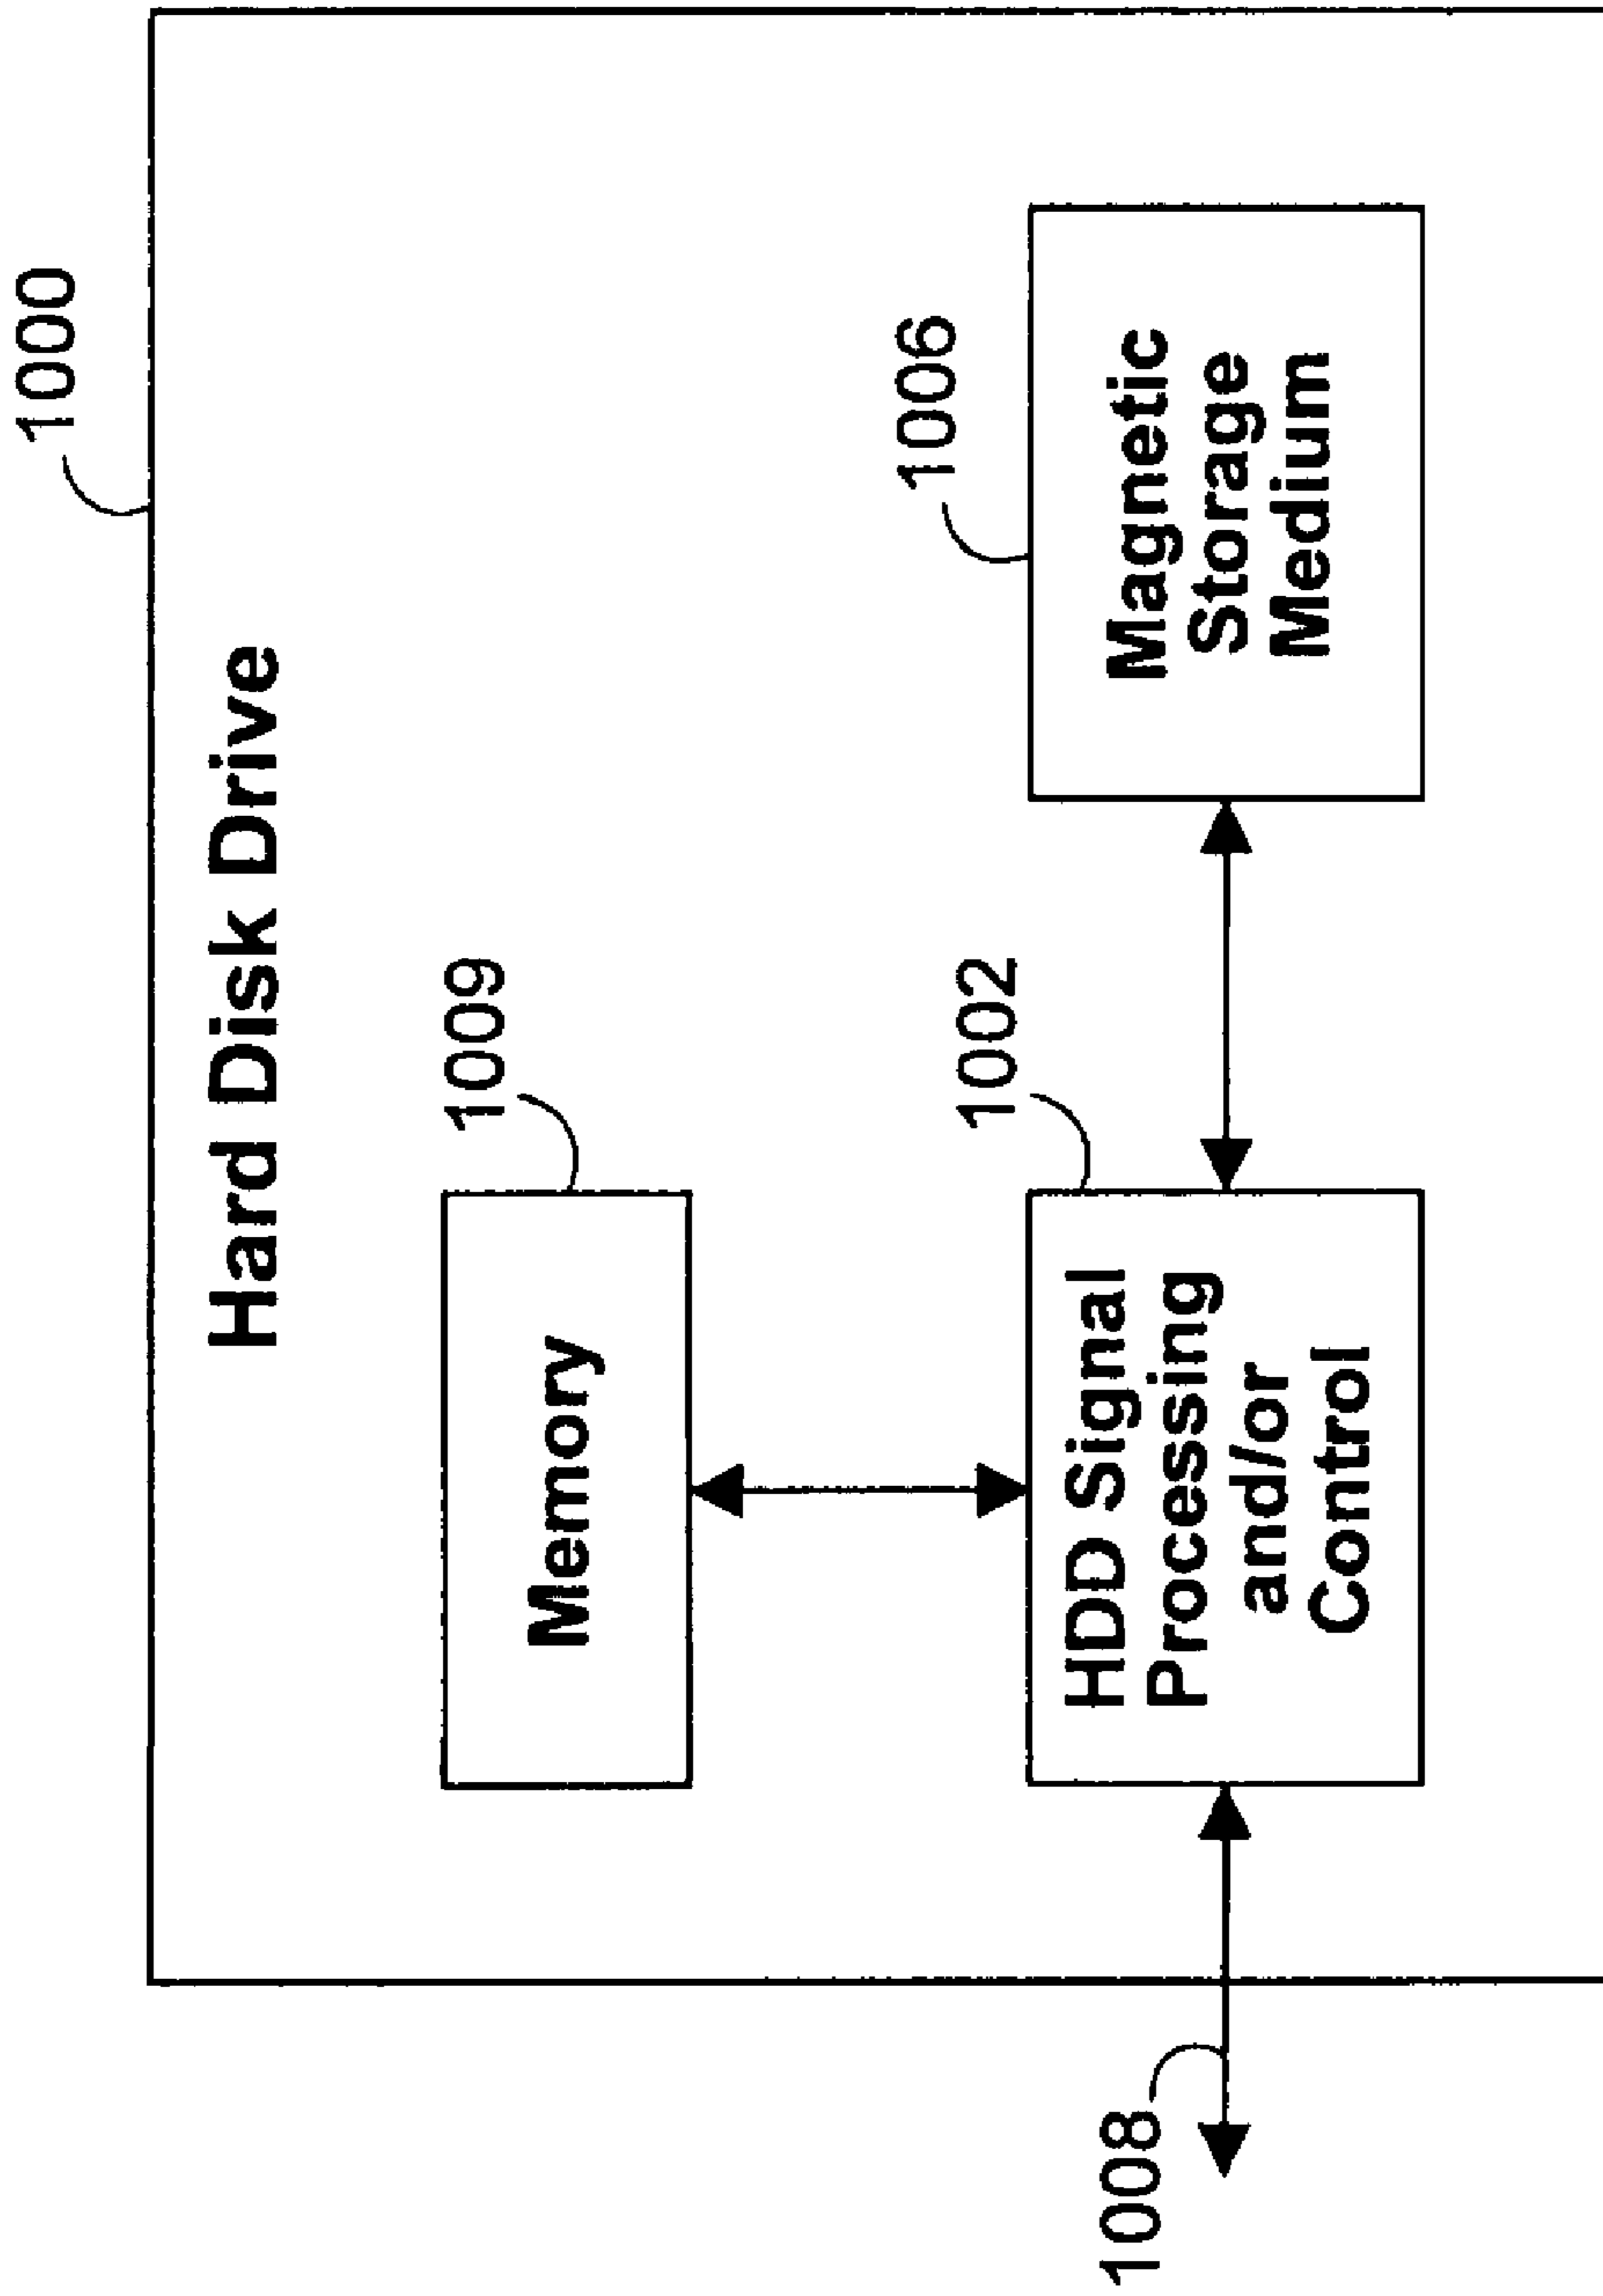 1000
Hard Disk Drive
Memory
1009
1006
1002
HDD Signal
Processing
and/or
Control
Magnetic
Storage
Medium
1008